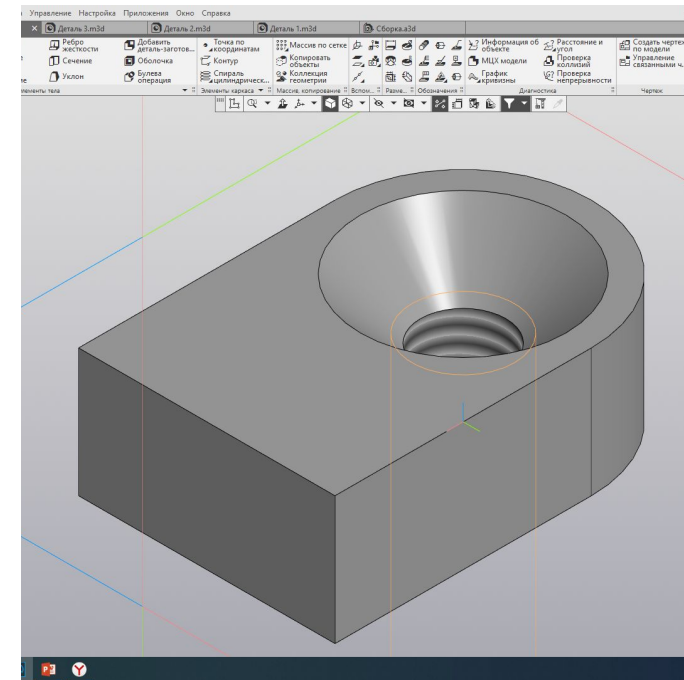 Управление Настройка Приложения Окно Справка
Деталь 3.m3d Деталь 2.m3d Деталь 1.m3d Сборка.a3d
Ребро жесткости
Сечение
Уклон
Добавить деталь-заготов...
Оболочка
Булева операция
Точка по координатам
Контур
Спираль цилиндрическ...
Массив по сетке
Копировать объекты
Коллекция геометрии
Информация об объекте
МЦХ модели
График кривизны
Расстояние и угол
Проверка коллизий
Проверка непрерывности
Создать чертеж по модели
Управление связанными ч.
Элементы каркаса Массив, копирование Вспом... Разме... Обозначения Диагностика Чертеж